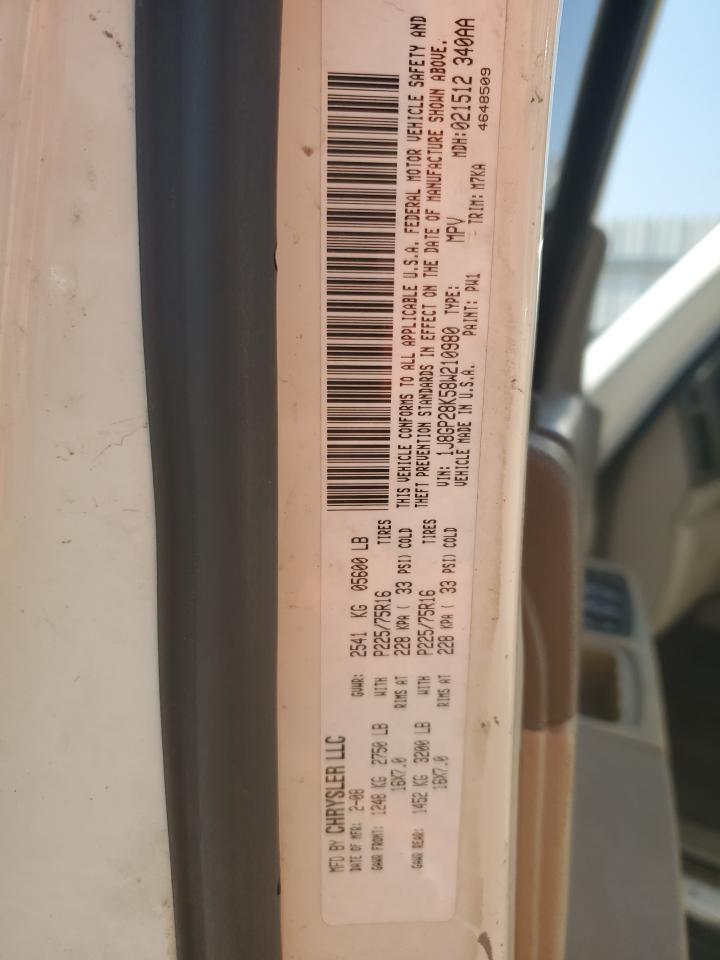 MFD BY CHRYSLER LLC
DATE OF MFR: 2-08 GVWR: 2541 KG 05600 LB
GAWR FRONT: 1248 KG 2750 LB WITH P225/75R16 TIRES
16X7.0 RIMS AT 228 KPA ( 33 PSI) COLD
GAWR REAR: 1452 KG 3200 LB WITH P225/75R16 TIRES
16X7.0 RIMS AT 228 KPA ( 33 PSI) COLD
THIS VEHICLE CONFORMS TO ALL APPLICABLE U.S.A. FEDERAL MOTOR VEHICLE SAFETY AND
THEFT PREVENTION STANDARDS IN EFFECT ON THE DATE OF MANUFACTURE SHOWN ABOVE.
VIN: 1J8GP28K58W210980 TYPE: MPV MDH:021512 340AA
VEHICLE MADE IN U.S.A. PAINT: PW1 TRIM: M7KA 4648509